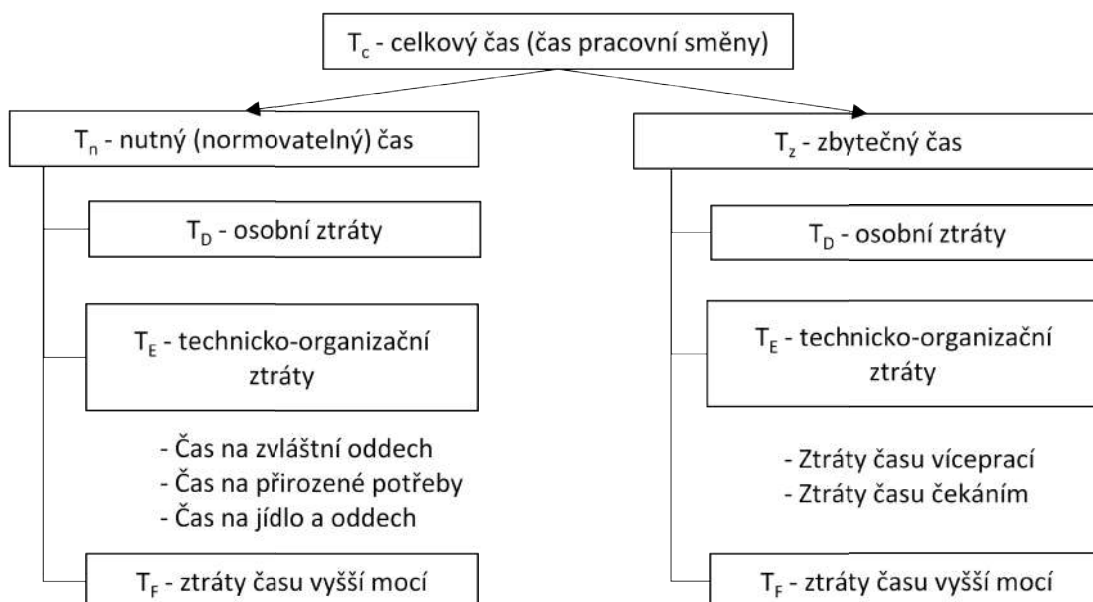 T_c - celkový čas (čas pracovní směny)
T_n - nutný (normovatelný) čas
T_D - osobní ztráty
T_E - technicko-organizační
ztráty
- Čas na zvláštní oddech
- Čas na přirozené potřeby
- Čas na jídlo a oddech
T_F - ztráty času vyšší mocí
T_z - zbytečný čas
T_D - osobní ztráty
T_E - technicko-organizační
ztráty
- Ztráty času víceprací
- Ztráty času čekáním
T_F - ztráty času vyšší mocí